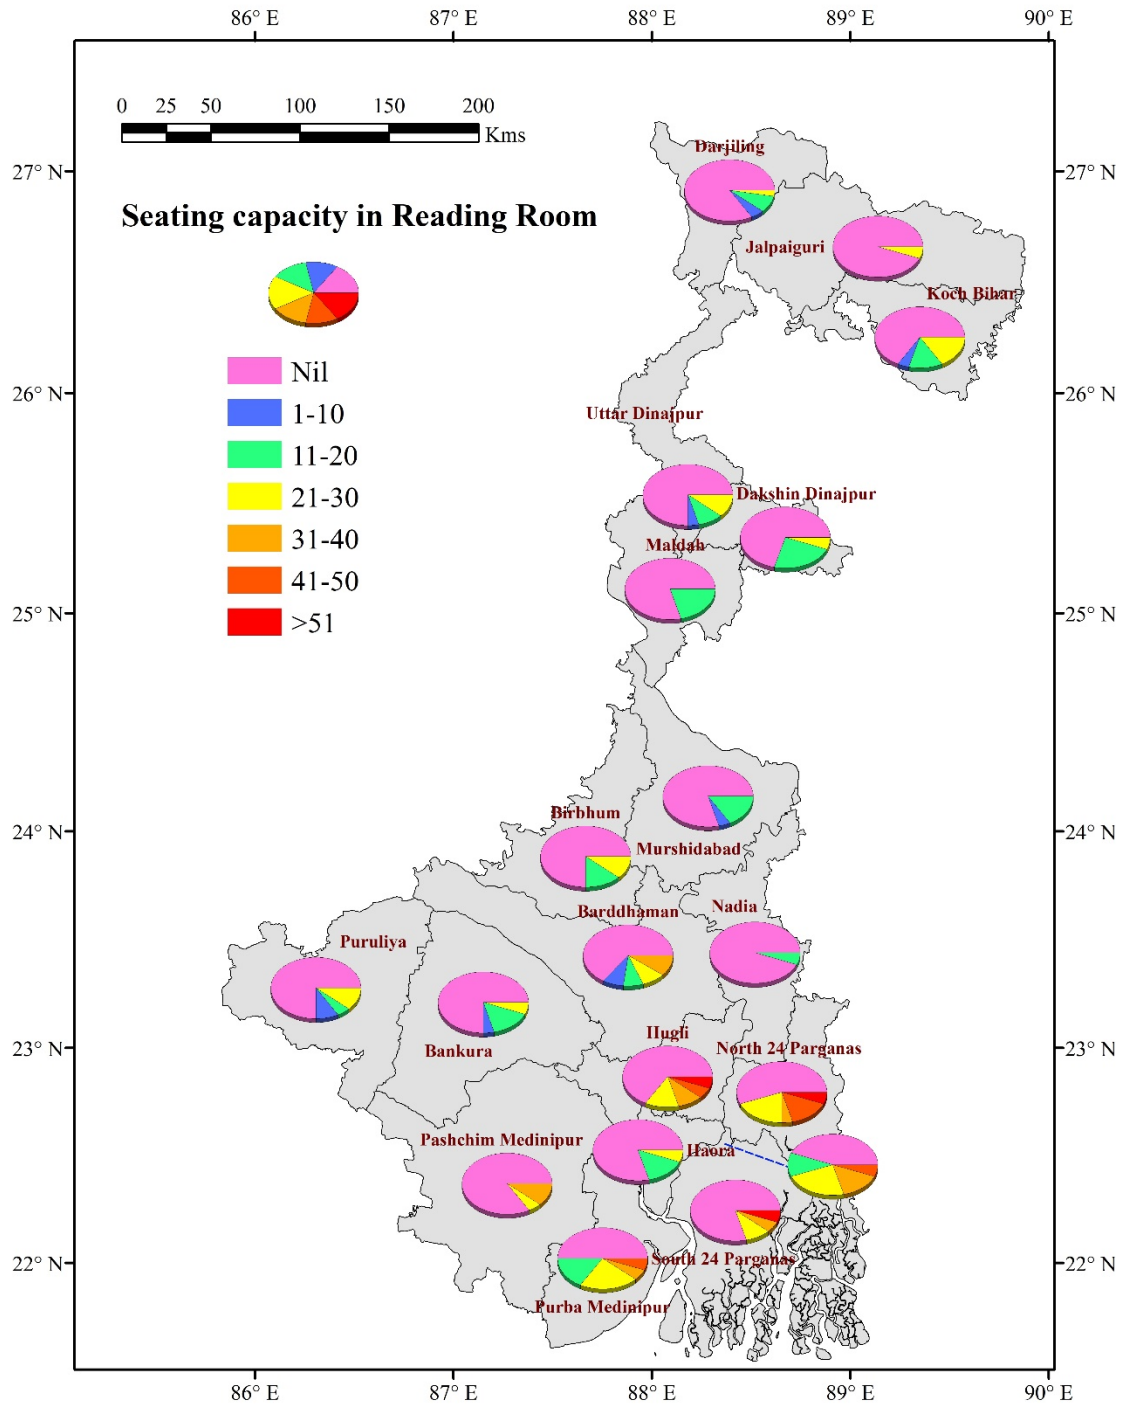 86° E 87° E 88° E 89° E 90° E
0 25 50 100 150 200
Kms
Darjiling
27° N 27° N
Seating capacity in Reading Room
Jalpaiguri
Koch Bihar
Nil
26° N 26° N
1-10
Uttar Dinajpur
11-20
21-30
Dakshin Dinajpur
31-40
Maldah
41-50
25° N 25° N
>51
Birbhum
24° N 24° N
Murshidabad
Nadia
Barddhaman
Puruliya
Hugli
23° N 23° N
North 24 Parganas
Bankura
Pashchim Medinipur
Haora
South 24 Parganas
22° N 22° N
Purba Medinipur
86° E 87° E 88° E 89° E 90° E